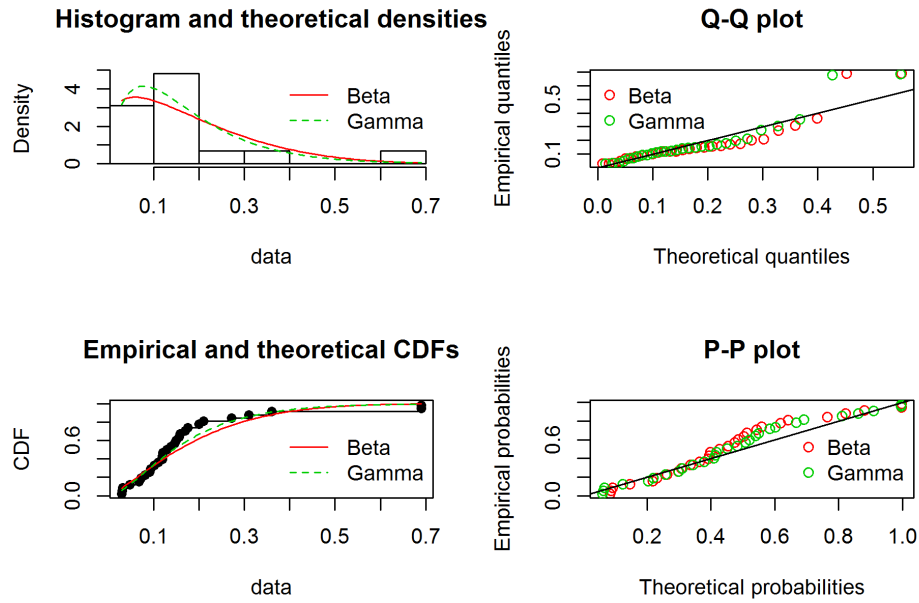 Histogram and theoretical densities
Density
0 2 4
Beta
Gamma
0.1 0.3 0.5 0.7
data
Q-Q plot
Empirical quantiles
0.1 0.5
Beta
Gamma
0.0 0.1 0.2 0.3 0.4 0.5
Theoretical quantiles
Empirical and theoretical CDFs
CDF
0.0 0.6
Beta
Gamma
0.1 0.3 0.5 0.7
data
P-P plot
Empirical probabilities
0.0 0.6
Beta
Gamma
0.2 0.4 0.6 0.8 1.0
Theoretical probabilities